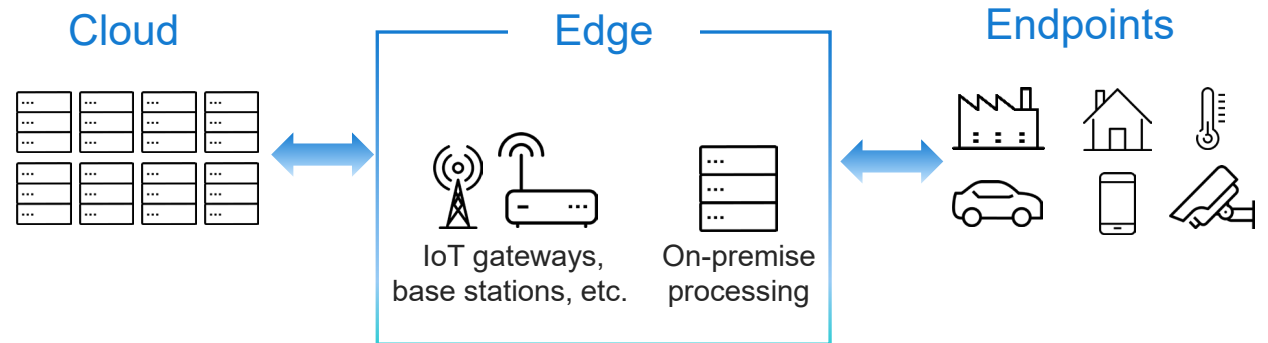 Cloud
Edge
Endpoints
IoT gateways,
base stations, etc.
On-premise
processing